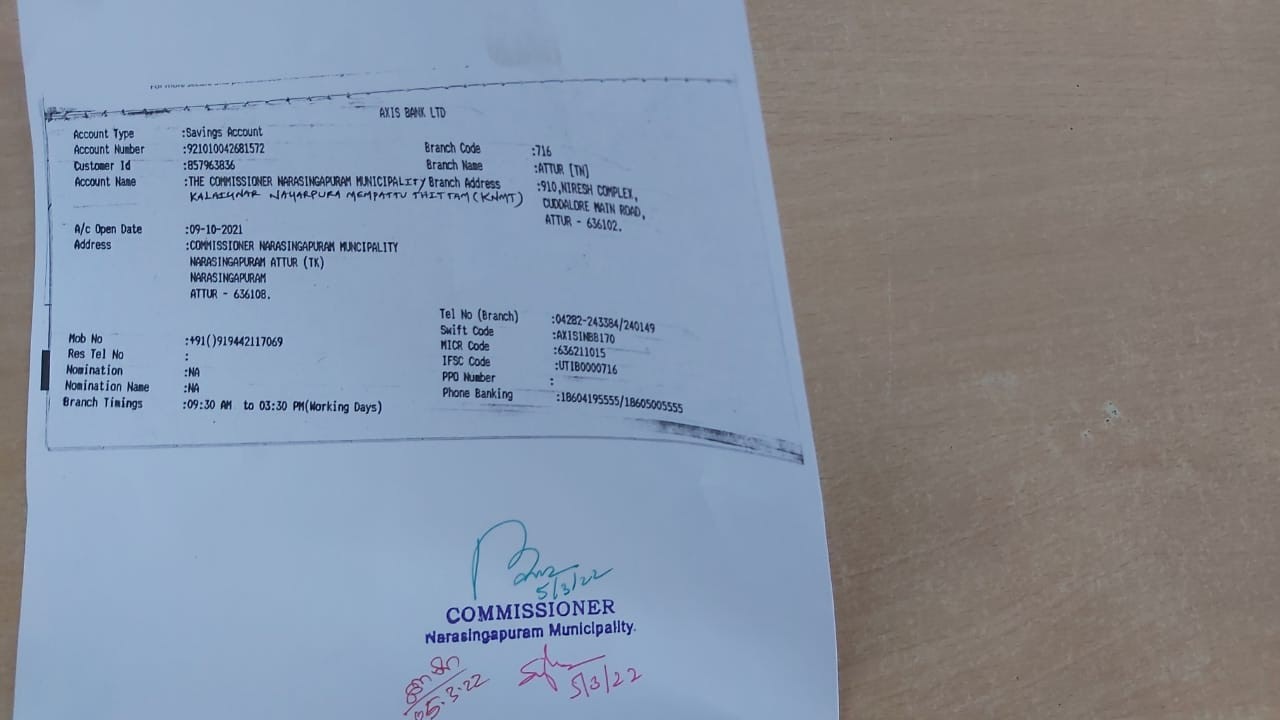 AXIS BANK LTD
Account Type :Savings Account
Account Number :921010042681572 Branch Code :716
Customer Id :857963836 Branch Name :ATTUR [TN]
Account Name :THE COMMISSIONER NARASINGAPURAM MUNICIPALITY Branch Address :910,NIRESH COMPLEX,
KALAIGNAR NAGARPURA MEMPATTU THITTAM (KNMT) CUDDALORE MAIN ROAD,
ATTUR - 636102.
A/c Open Date :09-10-2021
Address :COMMISSIONER NARASINGAPURAM MUNCIPALITY
NARASINGAPURAM ATTUR (TK)
NARASINGAPURAM
ATTUR - 636108.
Tel No (Branch) :04282-243384/240149
Mob No :+91()919442117069 Swift Code :AXISINBB170
Res Tel No : MICR Code :636211015
Nomination :NA IFSC Code :UTIB0000716
Nomination Name :NA PPO Number :
Branch Timings :09:30 AM to 03:30 PM(Working Days) Phone Banking :18604195555/18605005555
5/3/22
COMMISSIONER
Narasingapuram Municipality.
5/3/22
05.3.22